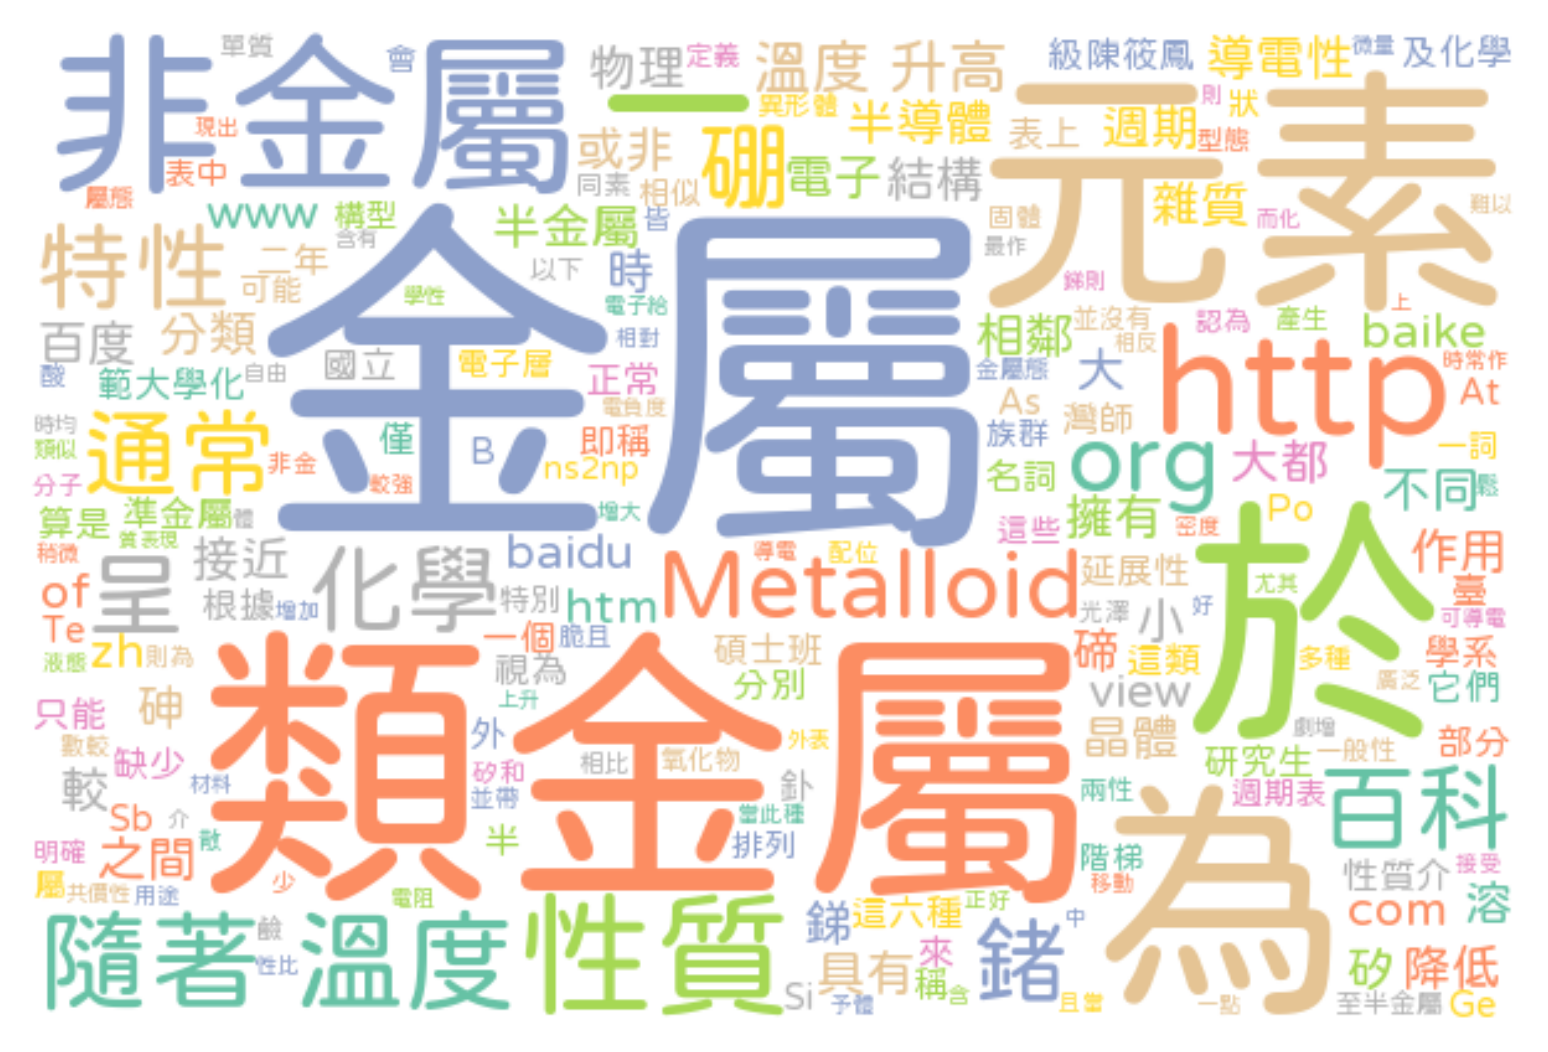 單質
會
非金屬
物理
定義
溫度
升高
級陳筱鳳
導電性
微量
及化學
一
異形體
半導體
則
狀
元素
現出
表中
屬態
或非
同素
相似
硼
電子
結構
表上
週期
型態
雜質
而化
難以
www
構型
含有
半金屬
皆
固體
最作
特性
二年
可能
學性
以下
時
電子給
銻則
上
金屬
百度
分類
國立
電子層
相對
相鄰
並沒有
相反
認為
產生
baike
酸
範大學化
自由
正常
電負度
金屬態
大
As
灣師
http
時常作
At
時均
類似
分子
通常
非金
僅
較強
B
即稱
ns2np
族群
名詞
org
大都
一詞
不同
鬆
算是
準金屬
體
質表現
增大
這些
擁有
密度
Po
稍微
of
Te
呈
接近
根據
增加
化學
baidu
特別
htm
Metalloid
導電
配位
延展性
光澤
小
好
於
尤其
作用
臺
可導電
液態
zh
則為
一個
脆且
視為
上升
碩士班
分別
碲
這類
view
多種
學系
廣泛
它們
只能
砷
數較
缺少
類金屬
外
矽和
並帶
相比
氧化物
外表
晶體
劇增
研究生
一般性
部分
較
材料
Sb
介
散
半
釙
當此種
排列
兩性
週期表
百科
明確
之間
少
階梯
移動
為
性質介
接受
屬
共價性
用途
電阻
com
溶
隨著
鹼
性比
溫度
性質
銻
這六種
正好
來
具有
稱
含
鍺
中
Si
予體
且當
一點
矽
降低
至半金屬
Ge